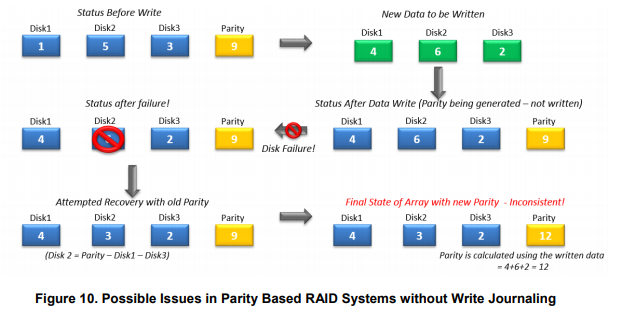 Status Before Write
Disk1 Disk2 Disk3 Parity
1 5 3 9
New Data to be Written
Disk1 Disk2 Disk3
4 6 2
Status After Data Write (Parity being generated – not written)
Disk1 Disk2 Disk3 Parity
4 6 2 9
Disk Failure!
Status after failure!
Disk1 Disk2 Disk3 Parity
4 2 9
Attempted Recovery with old Parity
Disk1 Disk2 Disk3 Parity
4 3 2 9
(Disk 2 = Parity – Disk1 – Disk3)
Final State of Array with new Parity - Inconsistent!
Disk1 Disk2 Disk3 Parity
4 3 2 12
Parity is calculated using the written data
= 4+6+2 = 12
Figure 10. Possible Issues in Parity Based RAID Systems without Write Journaling